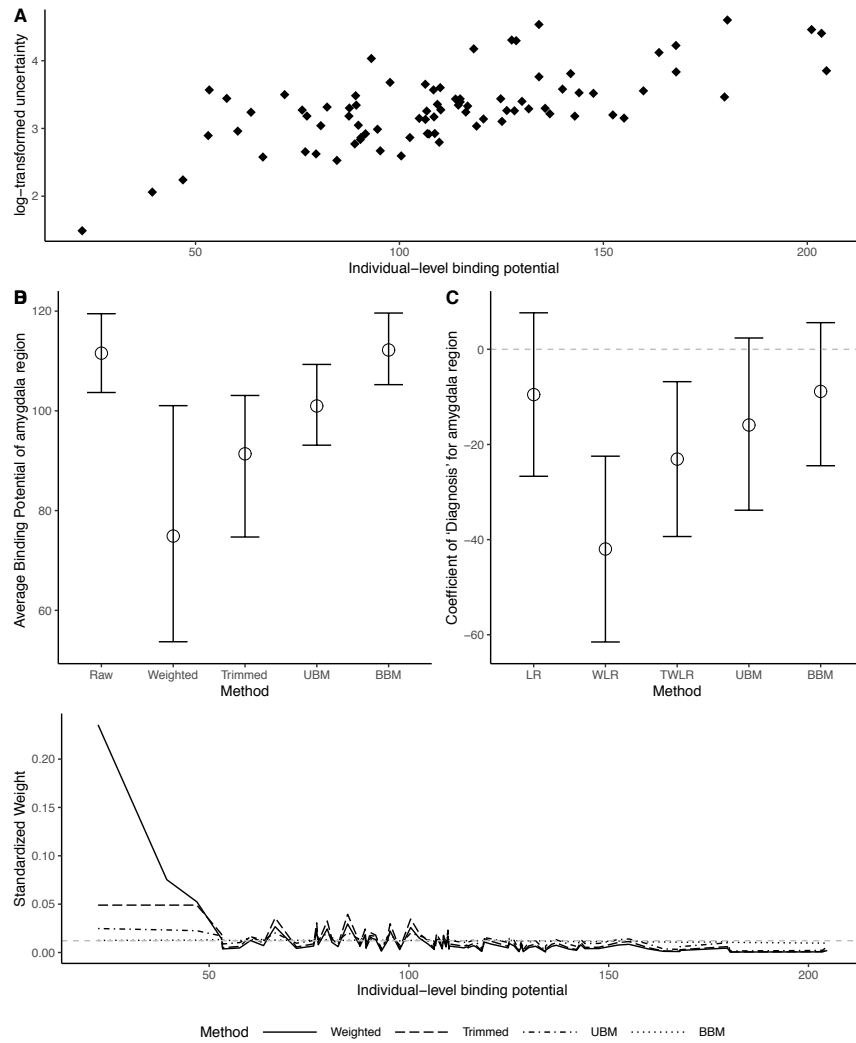 A
log−transformed uncertainty
4
3
2
50
100
150
200
Individual−level binding potential
B
Average Binding Potential of amygdala region
120
100
80
60
Raw
Weighted
Trimmed
UBM
BBM
Method
C
Coefficient of 'Diagnosis' for amygdala region
0
−20
−40
−60
LR
WLR
TWLR
UBM
BBM
Method
Standardized Weight
0.20
0.15
0.10
0.05
0.00
50
100
150
200
Individual−level binding potential
Method Weighted Trimmed UBM BBM